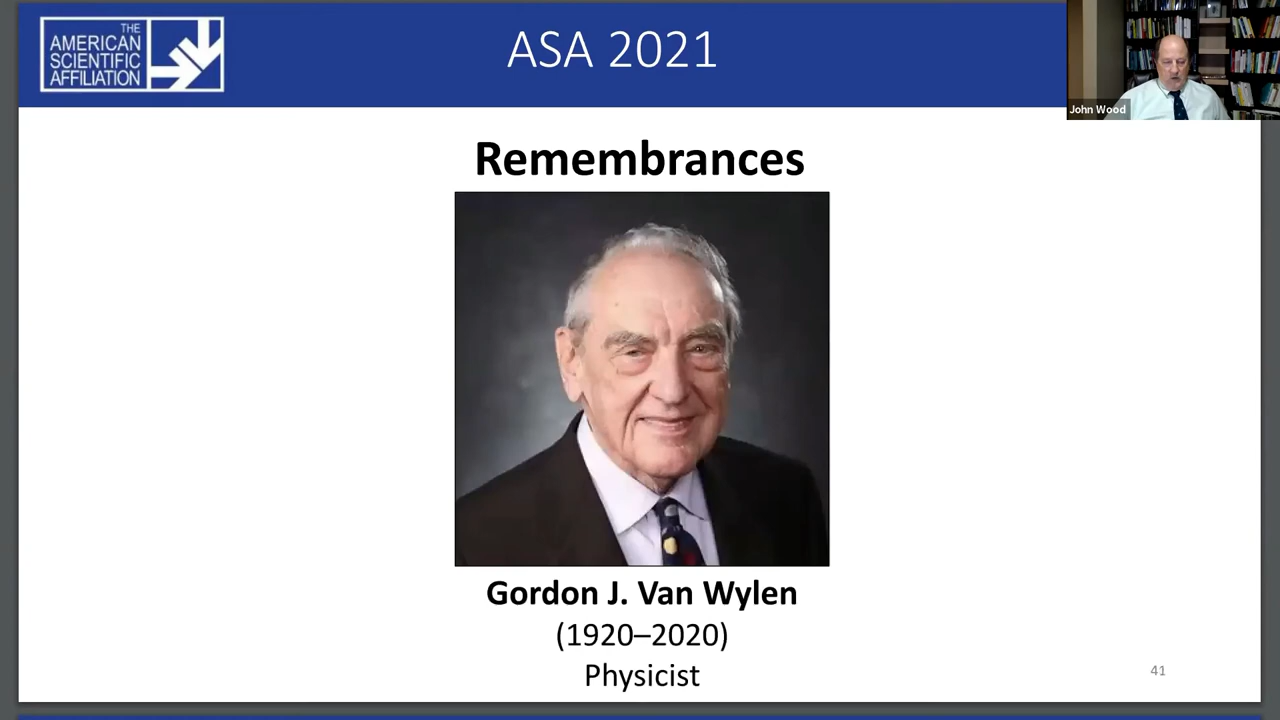 THE
AMERICAN
SCIENTIFIC
AFFILIATION
ASA 2021
John Wood
Remembrances
Gordon J. Van Wylen
(1920–2020)
Physicist
41